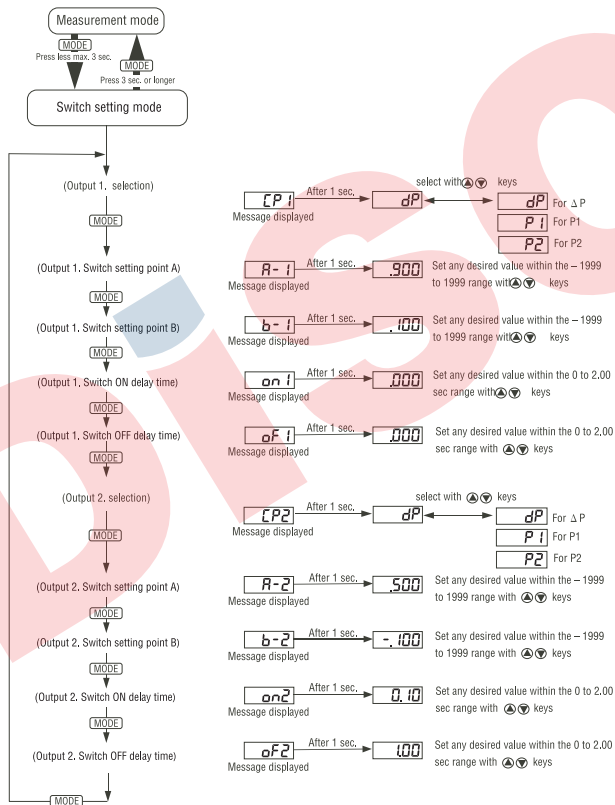 Measurement mode
MODE
Press less max. 3 sec.
MODE
Press 3 sec. or longer
Switch setting mode
(Output 1. selection)
CP1
After 1 sec.
dP
select with keys
dP For Δ P
P1 For P1
P2 For P2
Message displayed
MODE
(Output 1. Switch setting point A)
A-1
After 1 sec.
.900
Set any desired value within the – 1999
to 1999 range with keys
Message displayed
MODE
(Output 1. Switch setting point B)
b-1
After 1 sec.
.100
Set any desired value within the – 1999
to 1999 range with keys
Message displayed
MODE
(Output 1, Switch ON delay time)
on1
After 1 sec.
.000
Set any desired value within the 0 to 2.00
sec range with keys
Message displayed
MODE
(Output 1, Switch OFF delay time)
oF1
After 1 sec.
.000
Set any desired value within the 0 to 2.00
sec range with keys
Message displayed
MODE
(Output 2. selection)
CP2
After 1 sec.
dP
select with keys
dP For Δ P
P1 For P1
P2 For P2
Message displayed
MODE
(Output 2. Switch setting point A)
A-2
After 1 sec.
.500
Set any desired value within the – 1999
to 1999 range with keys
Message displayed
MODE
(Output 2. Switch setting point B)
b-2
After 1 sec.
-.100
Set any desired value within the – 1999
to 1999 range with keys
Message displayed
MODE
(Output 2. Switch ON delay time)
on2
After 1 sec.
0.10
Set any desired value within the 0 to 2.00
sec range with keys
Message displayed
MODE
(Output 2. Switch OFF delay time)
oF2
After 1 sec.
1.00
Set any desired value within the 0 to 2.00
sec range with keys
Message displayed
MODE
DiSO